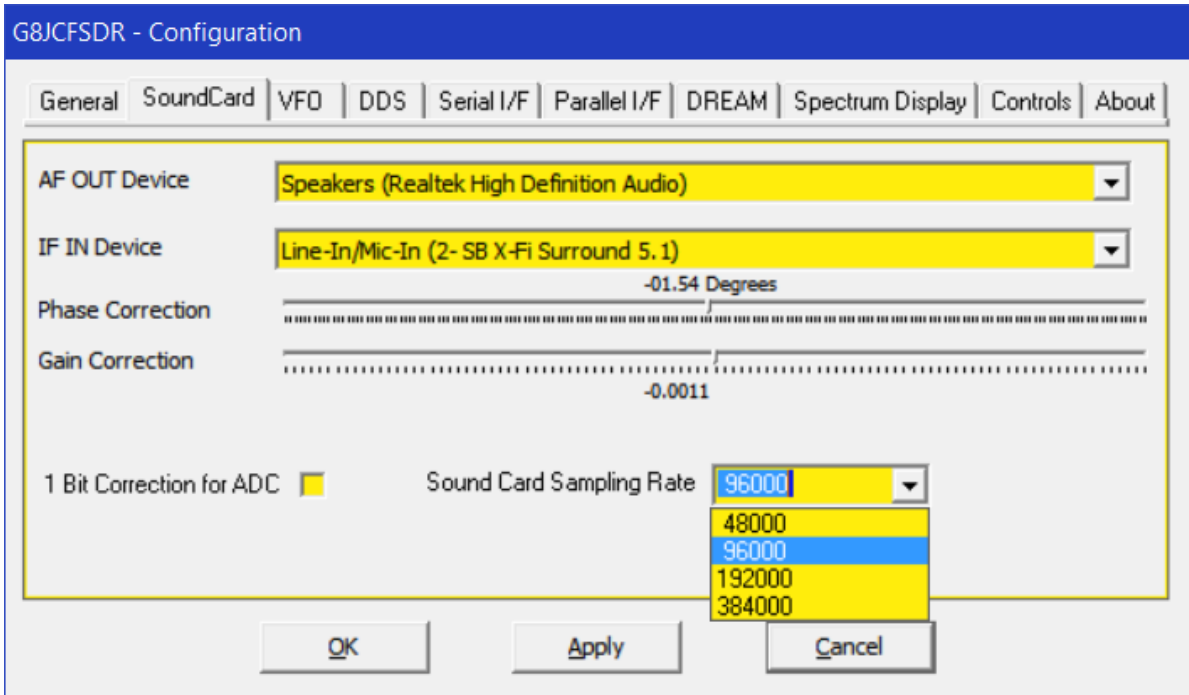 G8JCFSDR - Configuration
General SoundCard VFO DDS Serial I/F Parallel I/F DREAM Spectrum Display Controls About
AF OUT Device Speakers (Realtek High Definition Audio)
IF IN Device Line-In/Mic-In (2- SB X-Fi Surround 5.1)
-01.54 Degrees
Phase Correction
Gain Correction
-0.0011
1 Bit Correction for ADC Sound Card Sampling Rate 96000
48000
96000
192000
384000
OK Apply Cancel